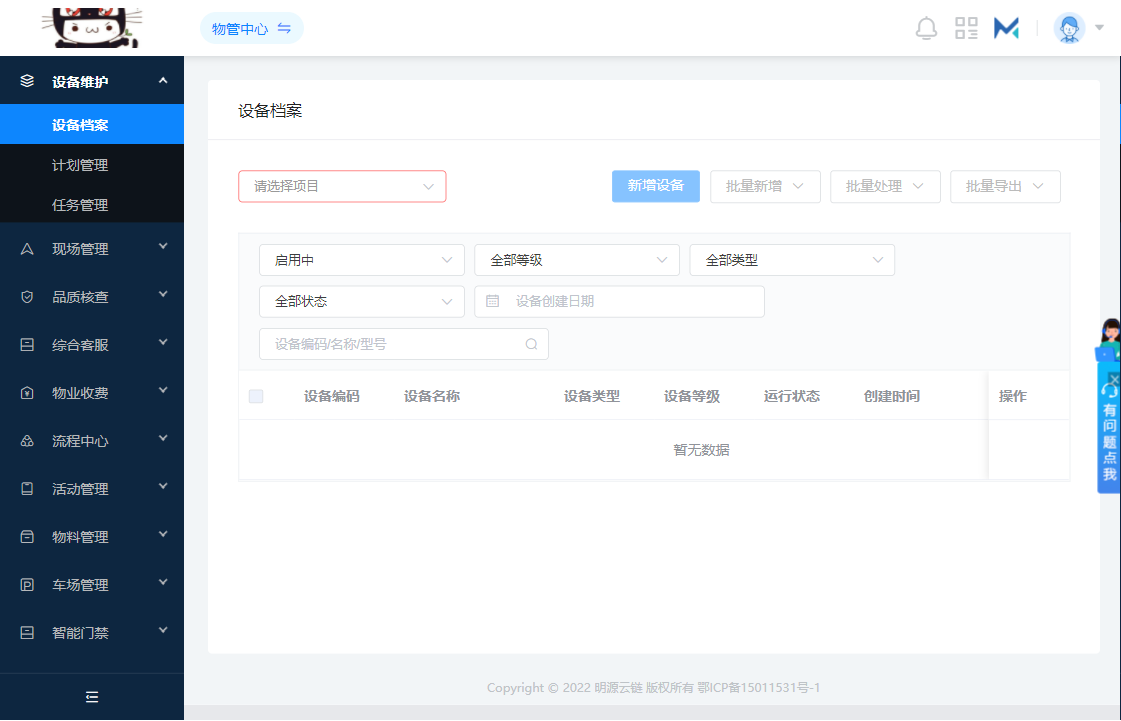 物管中心
设备维护
设备档案
计划管理
任务管理
现场管理
品质核查
综合客服
物业收费
流程中心
活动管理
物料管理
车场管理
智能门禁
设备档案
请选择项目 新增设备 批量新增 批量处理 批量导出
启用中 全部等级 全部类型
全部状态 设备创建日期
设备编码/名称/型号
设备编码 设备名称 设备类型 设备等级 运行状态 创建时间 操作
暂无数据
有问题点我
Copyright © 2022 明源云链 版权所有 鄂ICP备15011531号-1